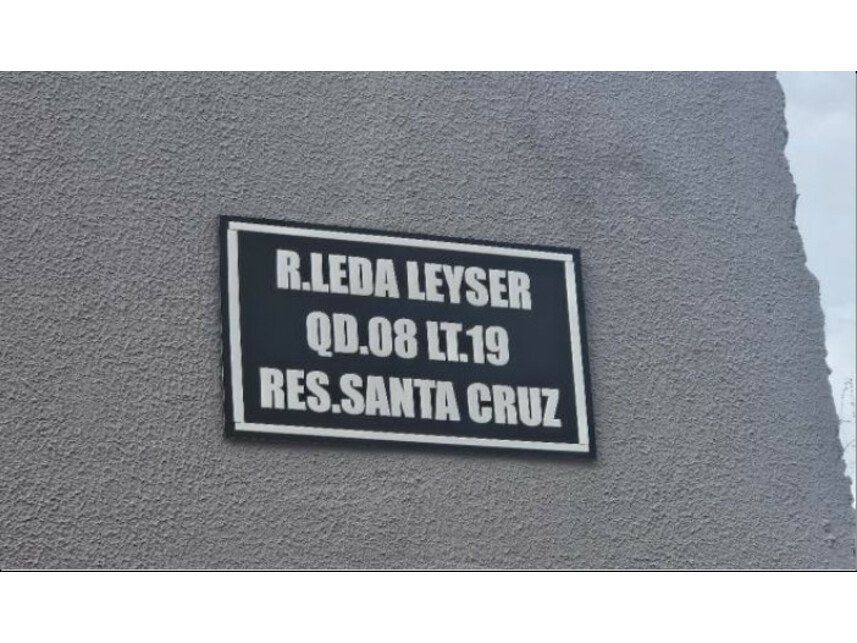 R.LEDA LEYSER
QD.08 LT.19
RES.SANTA CRUZ